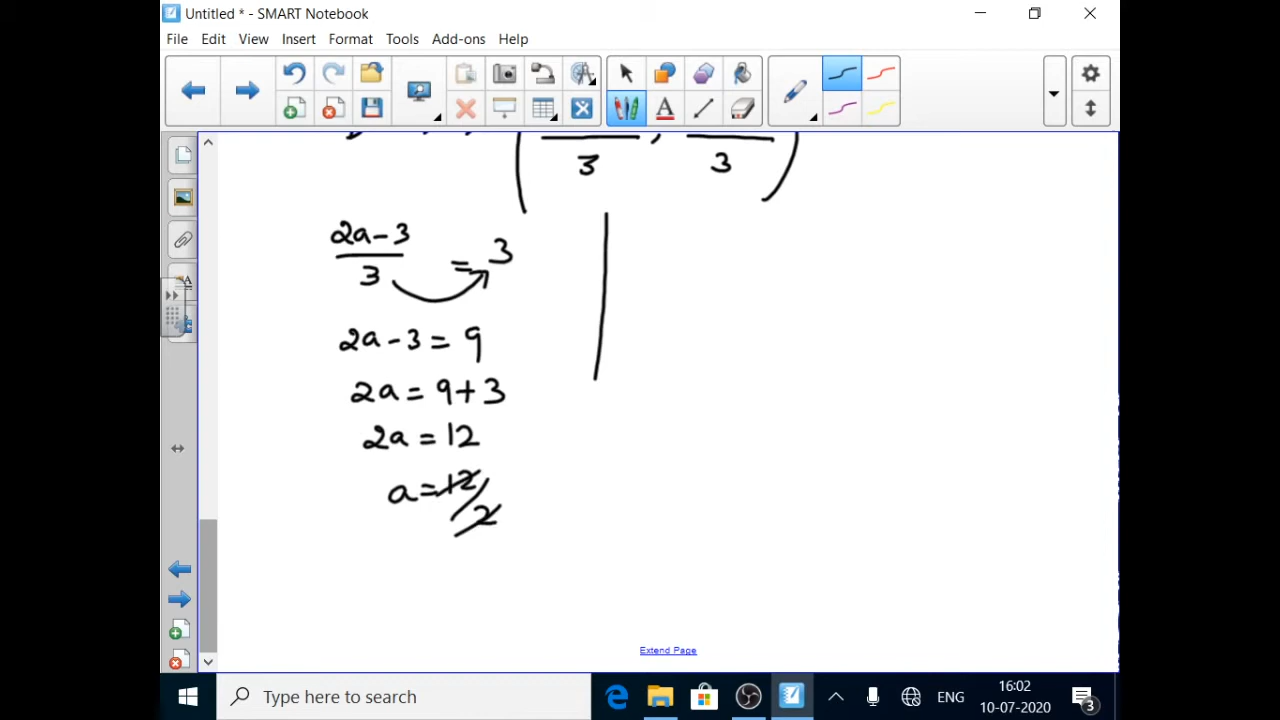 Untitled * - SMART Notebook
File Edit View Insert Format Tools Add-ons Help
3 , 3
2a - 3
3
= 3
2a - 3 = 9
2a = 9 + 3
2a = 12
a = 12/2
Extend Page
Type here to search
ENG
16:02
10-07-2020
3